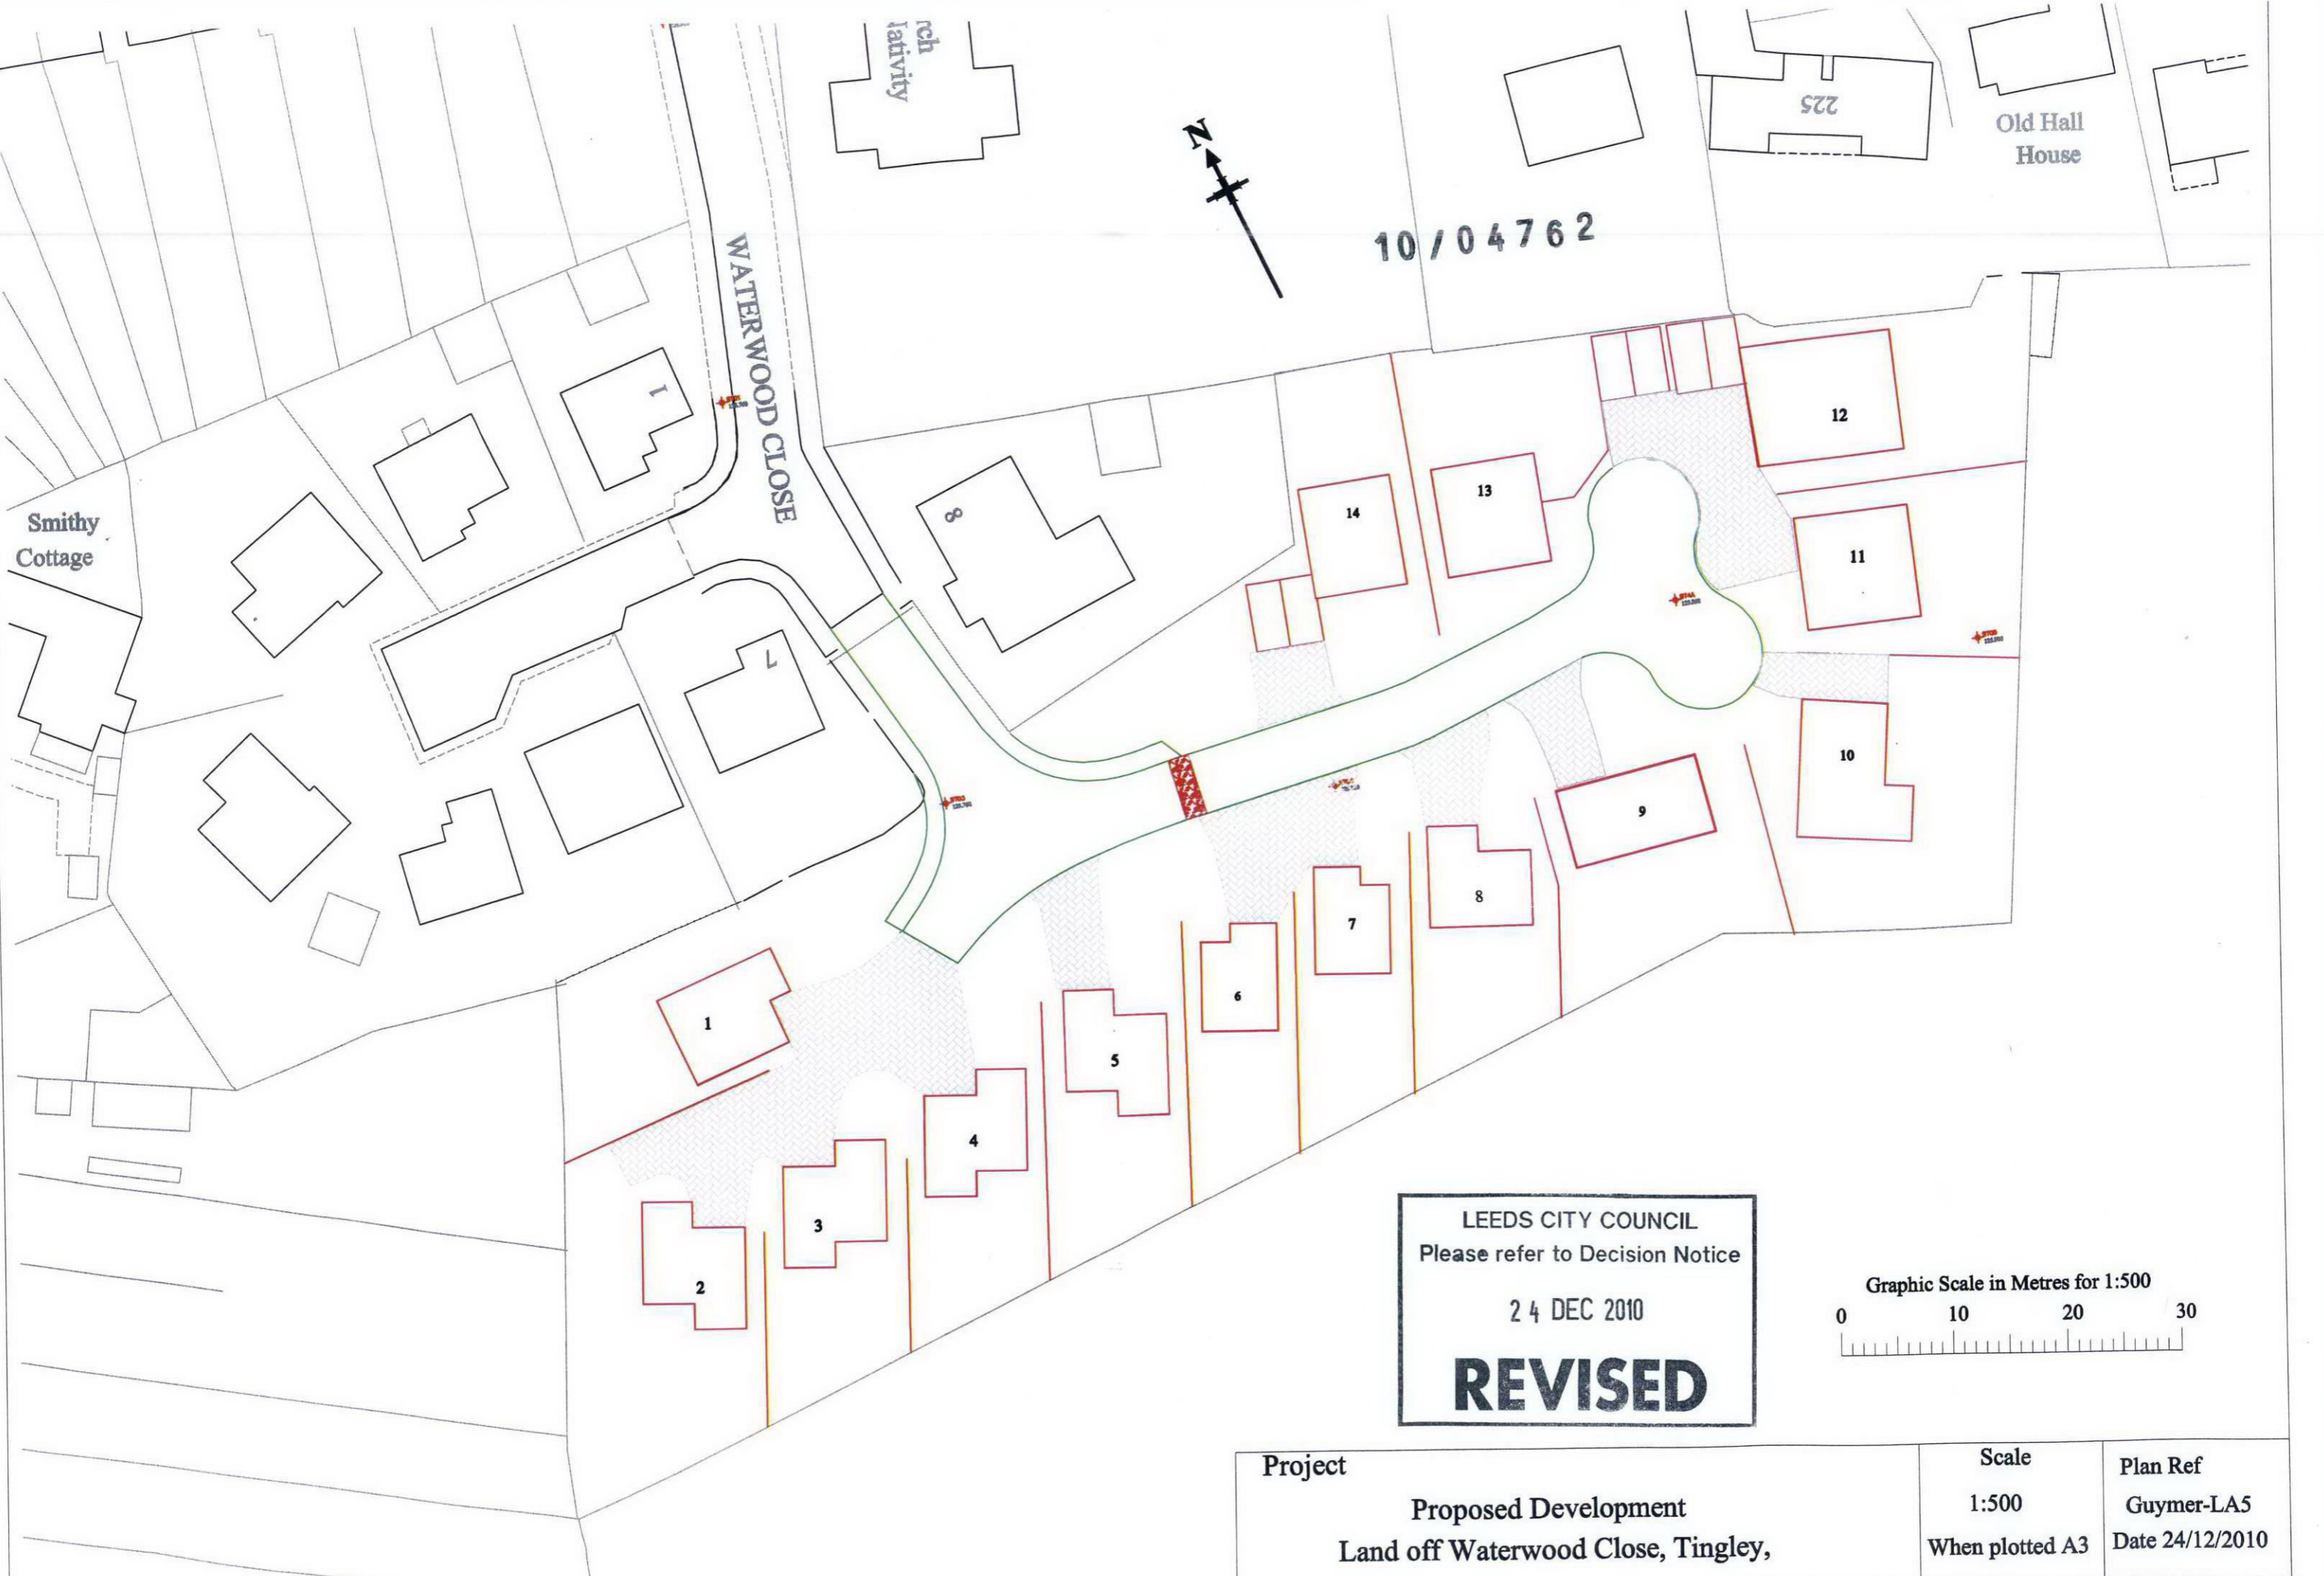 rch
Nativity
N
225
Old Hall
House
10/04762
WATERWOOD CLOSE
1
8
7
Smithy
Cottage
12
13
14
11
10
9
8
7
6
5
4
3
2
1
LEEDS CITY COUNCIL
Please refer to Decision Notice
24 DEC 2010
REVISED
Graphic Scale in Metres for 1:500
0 10 20 30
Project
Proposed Development
Land off Waterwood Close, Tingley,
Scale
1:500
When plotted A3
Plan Ref
Guymer-LA5
Date 24/12/2010